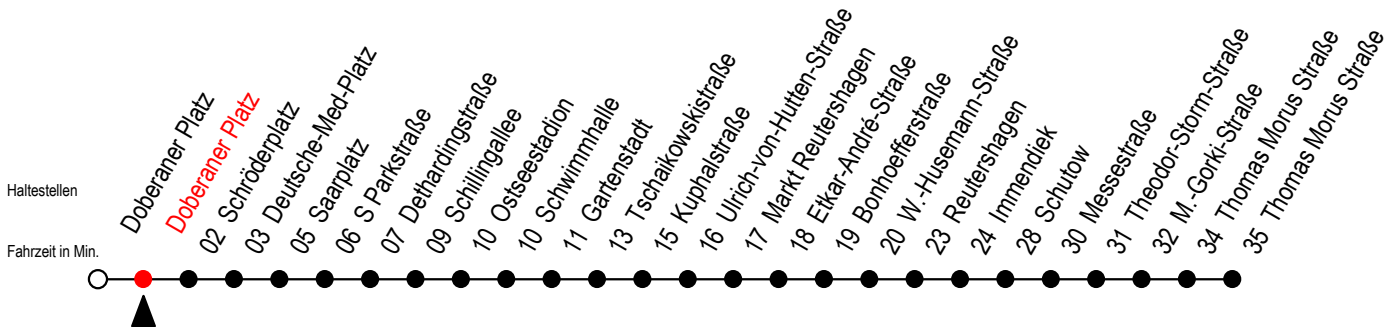 Haltestellen
Fahrzeit in Min.
Doberaner Platz
Doberaner Platz
02 Schröderplatz
03 Deutsche-Med-Platz
05 Saarplatz
06 S Parkstraße
07 Dethardingstraße
09 Schillingallee
10 Ostseestadion
10 Schwimmhalle
11 Gartenstadt
13 Tschaikowskistraße
15 Kuphalstraße
16 Ulrich-von-Hutten-Straße
17 Markt Reutershagen
18 Etkar-André-Straße
19 Bonhoefferstraße
20 W.-Husemann-Straße
23 Reutershagen
24 Immendiek
28 Schutow
30 Messestraße
31 Theodor-Storm-Straße
32 M.-Gorki-Straße
34 Thomas Morus Straße
35 Thomas Morus Straße